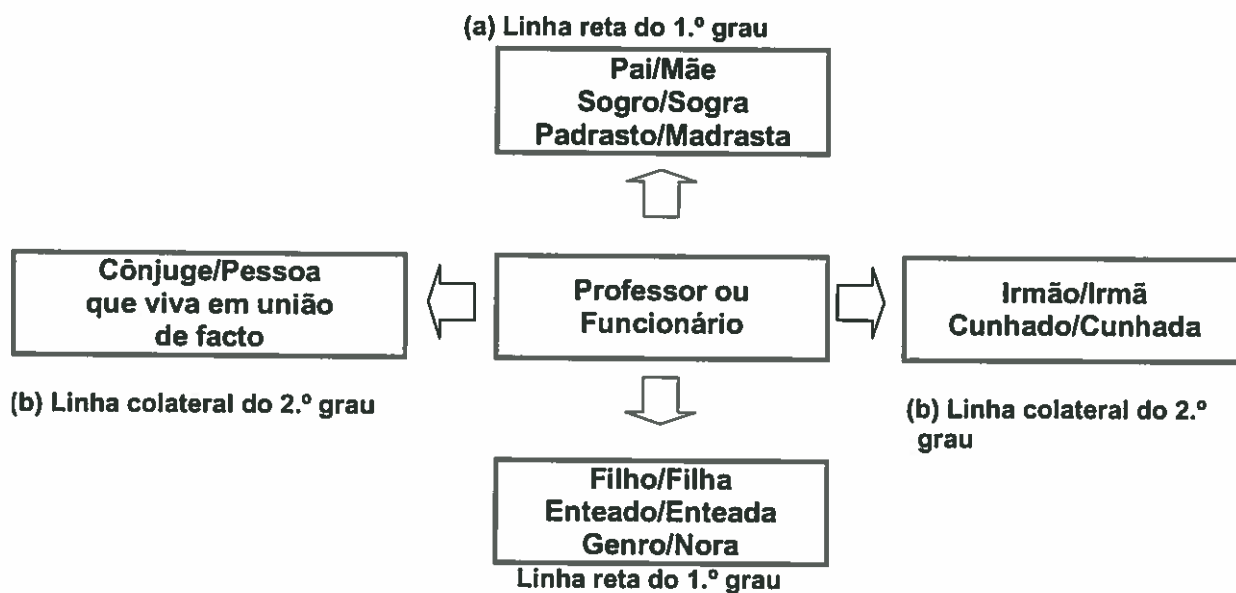 (a) Linha reta do 1.º grau
Pai/Mãe
Sogro/Sogra
Padrasto/Madrasta
Cônjuge/Pessoa
que viva em união
de facto
(b) Linha colateral do 2.º grau
Professor ou
Funcionário
Irmão/Irmã
Cunhado/Cunhada
(b) Linha colateral do 2.º
grau
Filho/Filha
Enteado/Enteada
Genro/Nora
Linha reta do 1.º grau